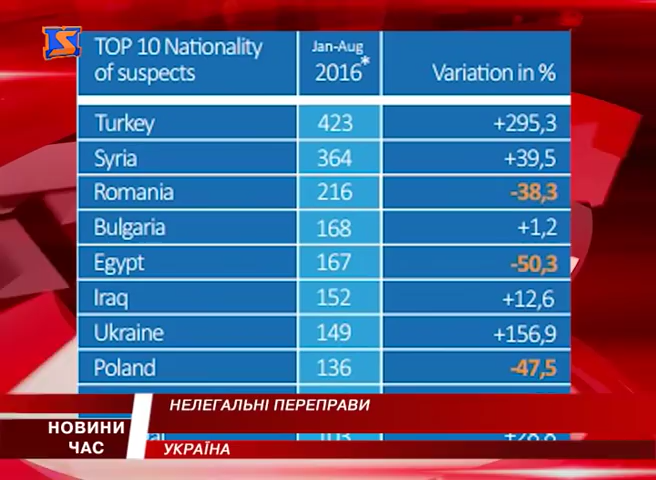 TOP 10 Nationality of suspects
Jan-Aug 2016*
Variation in %
Turkey 423 +295,3
Syria 364 +39,5
Romania 216 -38,3
Bulgaria 168 +1,2
Egypt 167 -50,3
Iraq 152 +12,6
Ukraine 149 +156,9
Poland 136 -47,5
НЕЛЕГАЛЬНІ ПЕРЕПРАВИ
НОВИНИ
ЧАС
УКРАЇНА